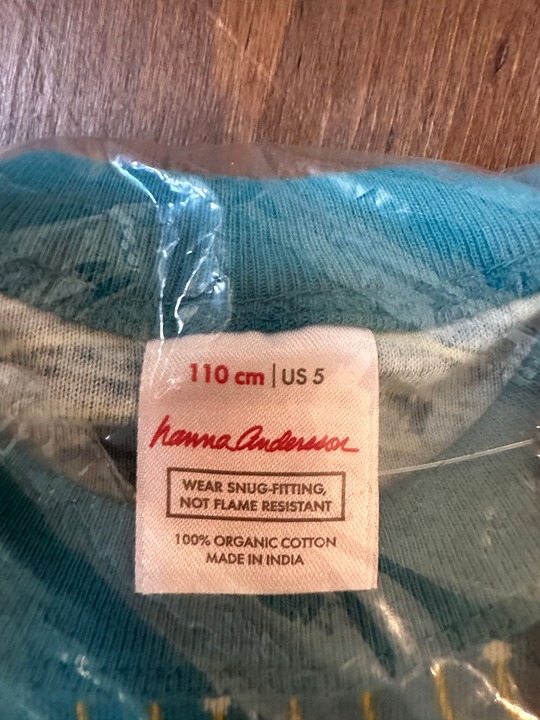 110 cm | US 5
hanna andersson
WEAR SNUG-FITTING,
NOT FLAME RESISTANT
100% ORGANIC COTTON
MADE IN INDIA